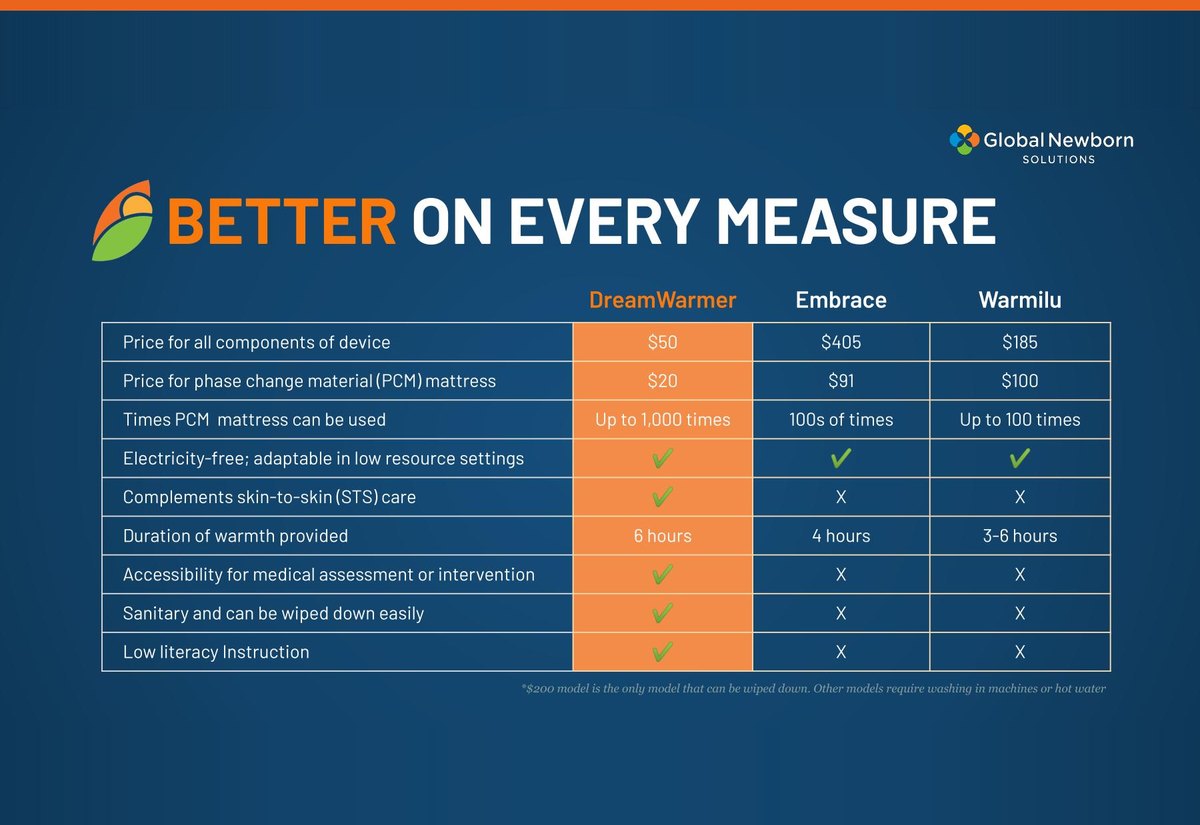 Global Newborn
SOLUTIONS
BETTER ON EVERY MEASURE
DreamWarmer Embrace Warmilu
Price for all components of device $50 $405 $185
Price for phase change material (PCM) mattress $20 $91 $100
Times PCM mattress can be used Up to 1,000 times 100s of times Up to 100 times
Electricity-free; adaptable in low resource settings ✔ ✔ ✔
Complements skin-to-skin (STS) care ✔ X X
Duration of warmth provided 6 hours 4 hours 3-6 hours
Accessibility for medical assessment or intervention ✔ X X
Sanitary and can be wiped down easily ✔ X X
Low literacy Instruction ✔ X X
*$200 model is the only model that can be wiped down. Other models require washing in machines or hot water